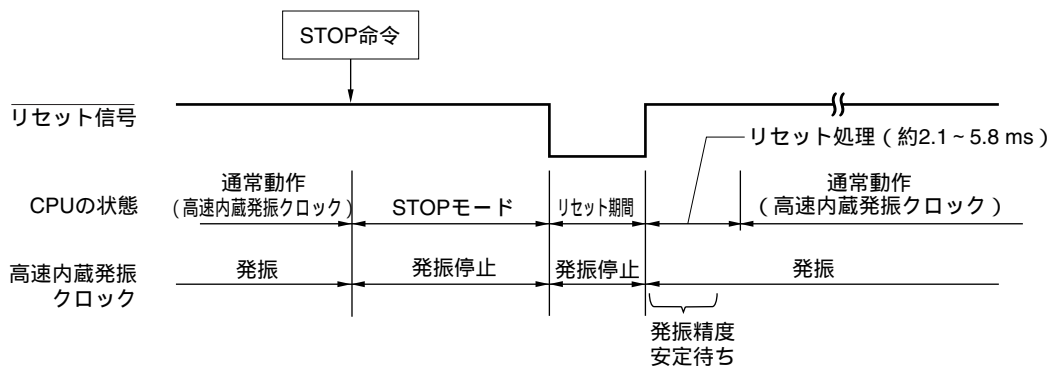 STOP命令
リセット信号
リセット処理（約2.1～5.8 ms）
CPUの状態
通常動作
（高速内蔵発振クロック）
STOPモード
リセット期間
通常動作
（高速内蔵発振クロック）
高速内蔵発振
クロック
発振
発振停止
発振停止
発振
発振精度
安定待ち